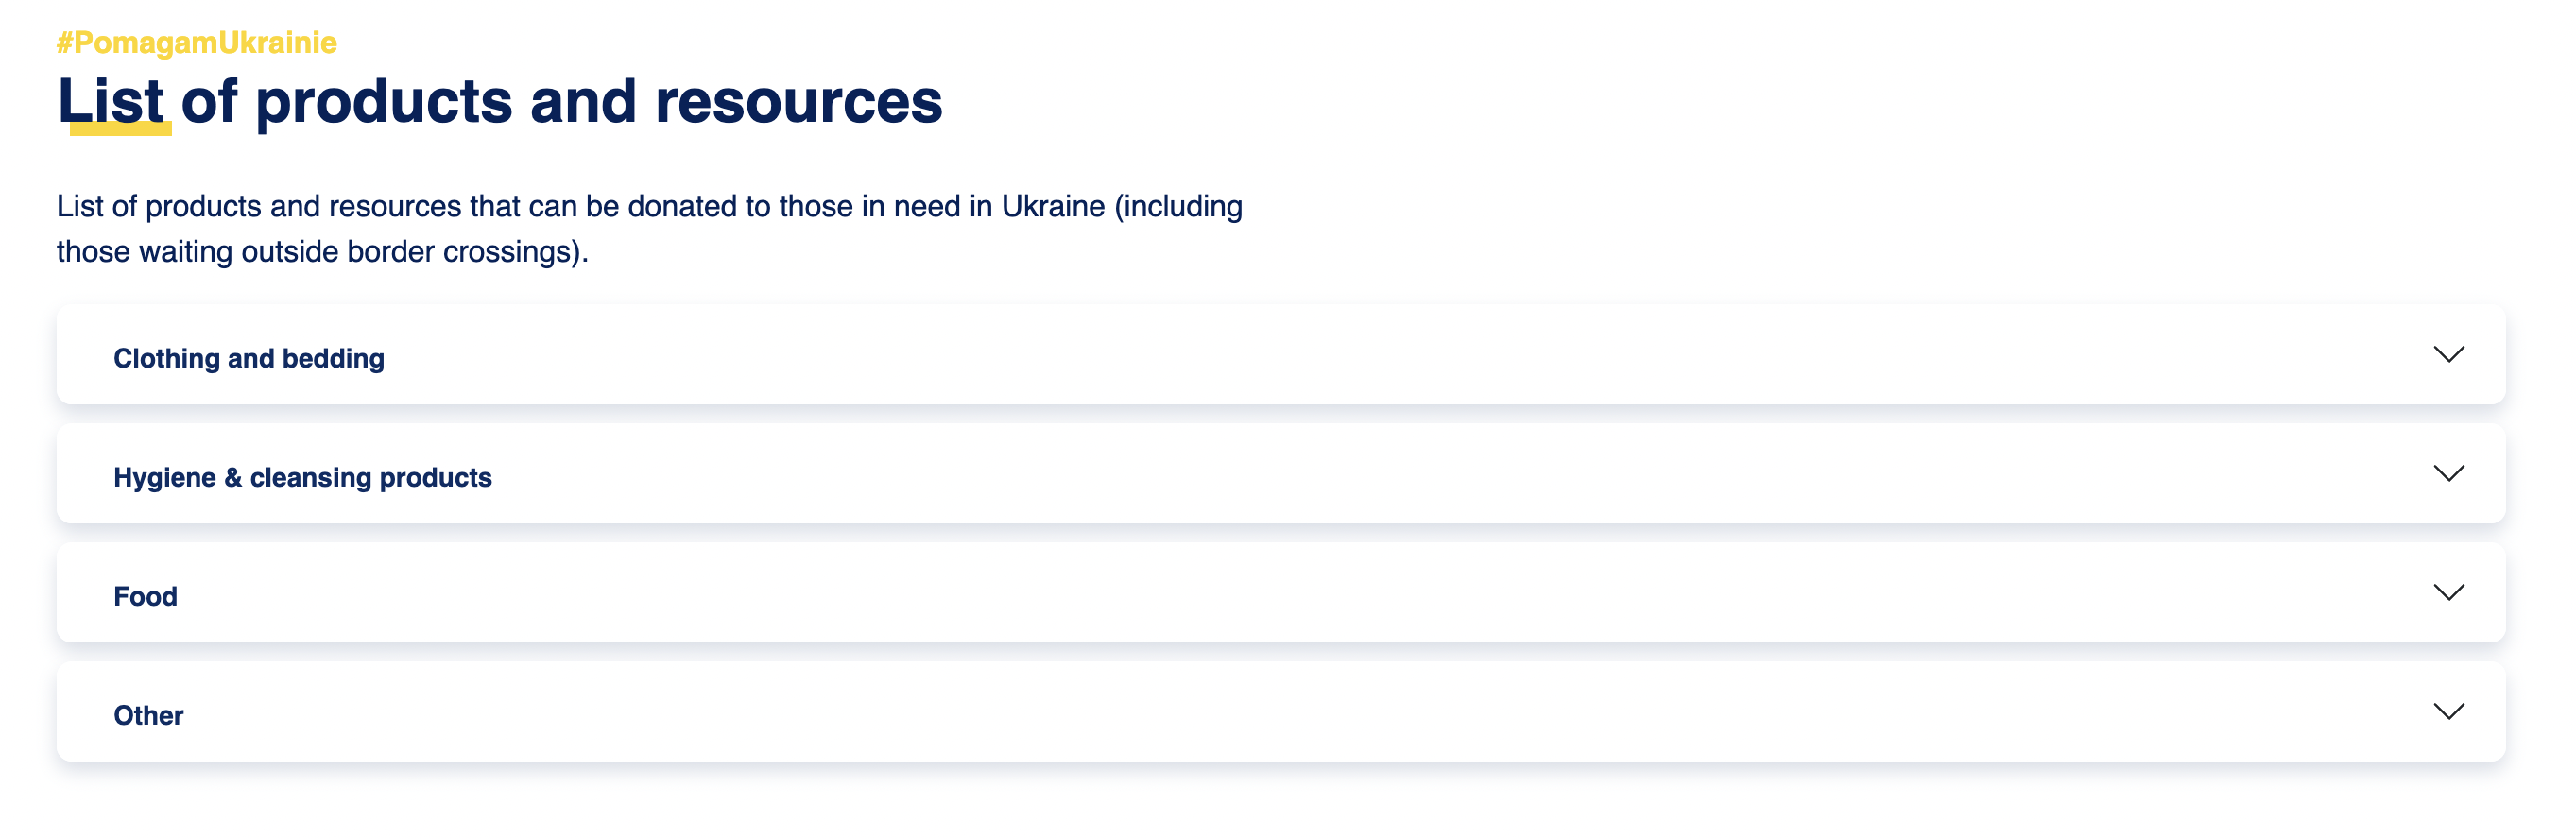 #PomagamUkrainie
List of products and resources
List of products and resources that can be donated to those in need in Ukraine (including
those waiting outside border crossings).
Clothing and bedding
Hygiene & cleansing products
Food
Other